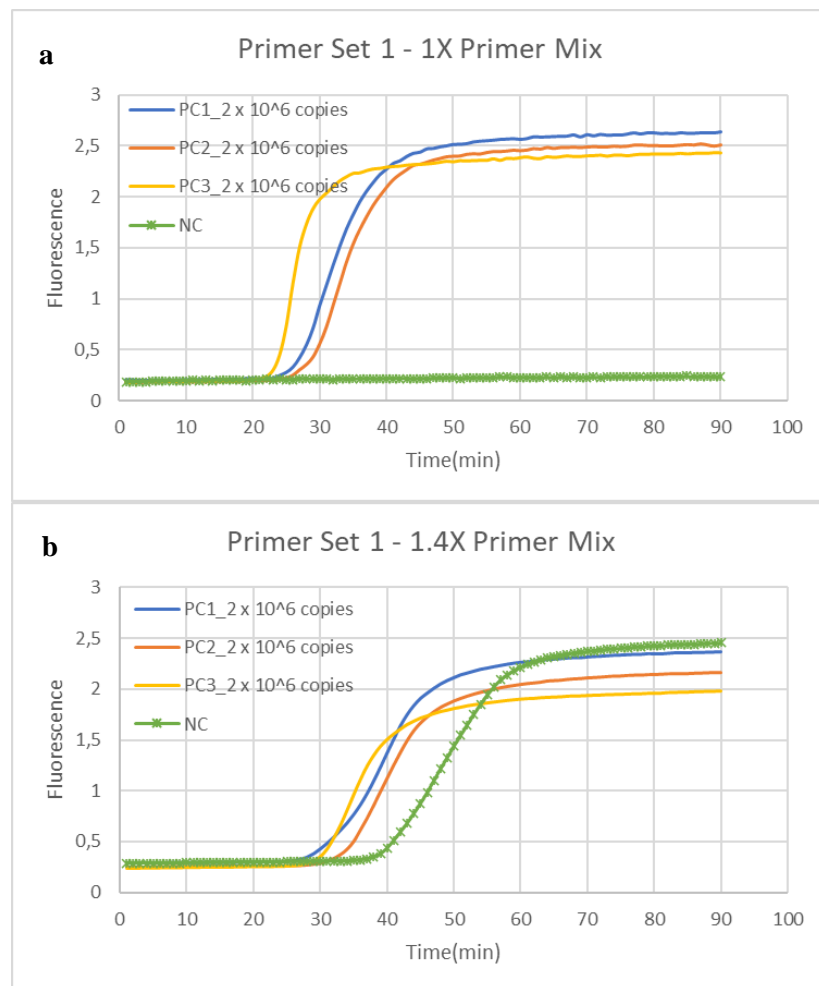 a
Primer Set 1 - 1X Primer Mix
3
2,5
2
1,5
1
0,5
0
Fluorescence
PC1_2 x 10^6 copies
PC2_2 x 10^6 copies
PC3_2 x 10^6 copies
NC
0 10 20 30 40 50 60 70 80 90 100
Time(min)
b
Primer Set 1 - 1.4X Primer Mix
3
2,5
2
1,5
1
0,5
0
Fluorescence
PC1_2 x 10^6 copies
PC2_2 x 10^6 copies
PC3_2 x 10^6 copies
NC
0 10 20 30 40 50 60 70 80 90 100
Time(min)